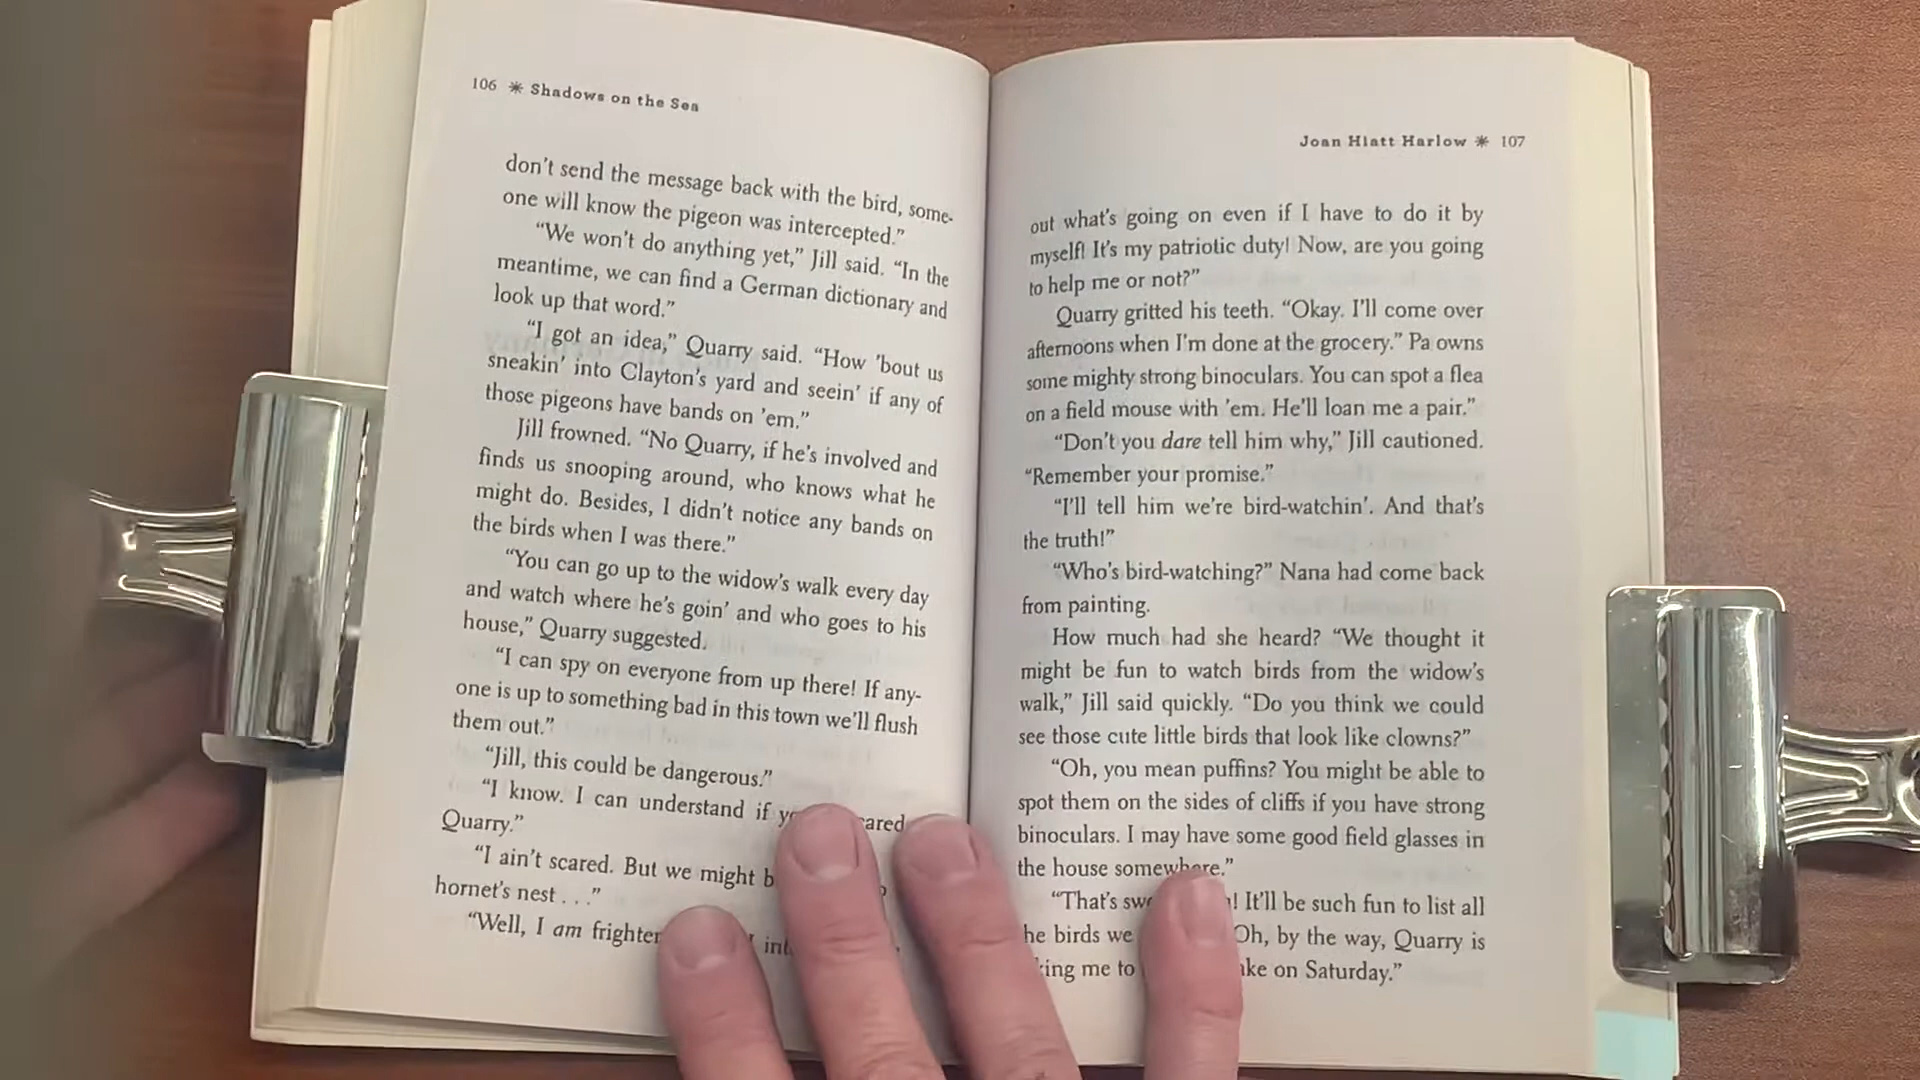 106 ✳ Shadows on the Sea
don't send the message back with the bird, some-
one will know the pigeon was intercepted."
"We won't do anything yet," Jill said. "In the
meantime, we can find a German dictionary and
look up that word."
"I got an idea," Quarry said. "How 'bout us
sneakin' into Clayton's yard and seein' if any of
those pigeons have bands on 'em."
Jill frowned. "No Quarry, if he's involved and
finds us snooping around, who knows what he
might do. Besides, I didn't notice any bands on
the birds when I was there."
"You can go up to the widow's walk every day
and watch where he's goin' and who goes to his
house," Quarry suggested.
"I can spy on everyone from up there! If any-
one is up to something bad in this town we'll flush
them out."
"Jill, this could be dangerous."
"I know. I can understand if
Quarry."
"I ain't scared. But we might
hornet's nest . . ."
"Well, I am
Joan Hiatt Harlow ✳ 107
out what's going on even if I have to do it by
myself! It's my patriotic duty! Now, are you going
to help me or not?"
Quarry gritted his teeth. "Okay. I'll come over
afternoons when I'm done at the grocery." Pa owns
some mighty strong binoculars. You can spot a flea
on a field mouse with 'em. He'll loan me a pair."
"Don't you dare tell him why," Jill cautioned.
"Remember your promise."
"I'll tell him we're bird-watchin'. And that's
the truth!"
"Who's bird-watching?" Nana had come back
from painting.
How much had she heard? "We thought it
might be fun to watch birds from the widow's
walk," Jill said quickly. "Do you think we could
see those cute little birds that look like clowns?"
"Oh, you mean puffins? You might be able to
spot them on the sides of cliffs if you have strong
binoculars. I may have some good field glasses in
the house somewhere."
"That's It'll be such fun to list all
birds we Oh, by the way, Quarry is
me to on Saturday."